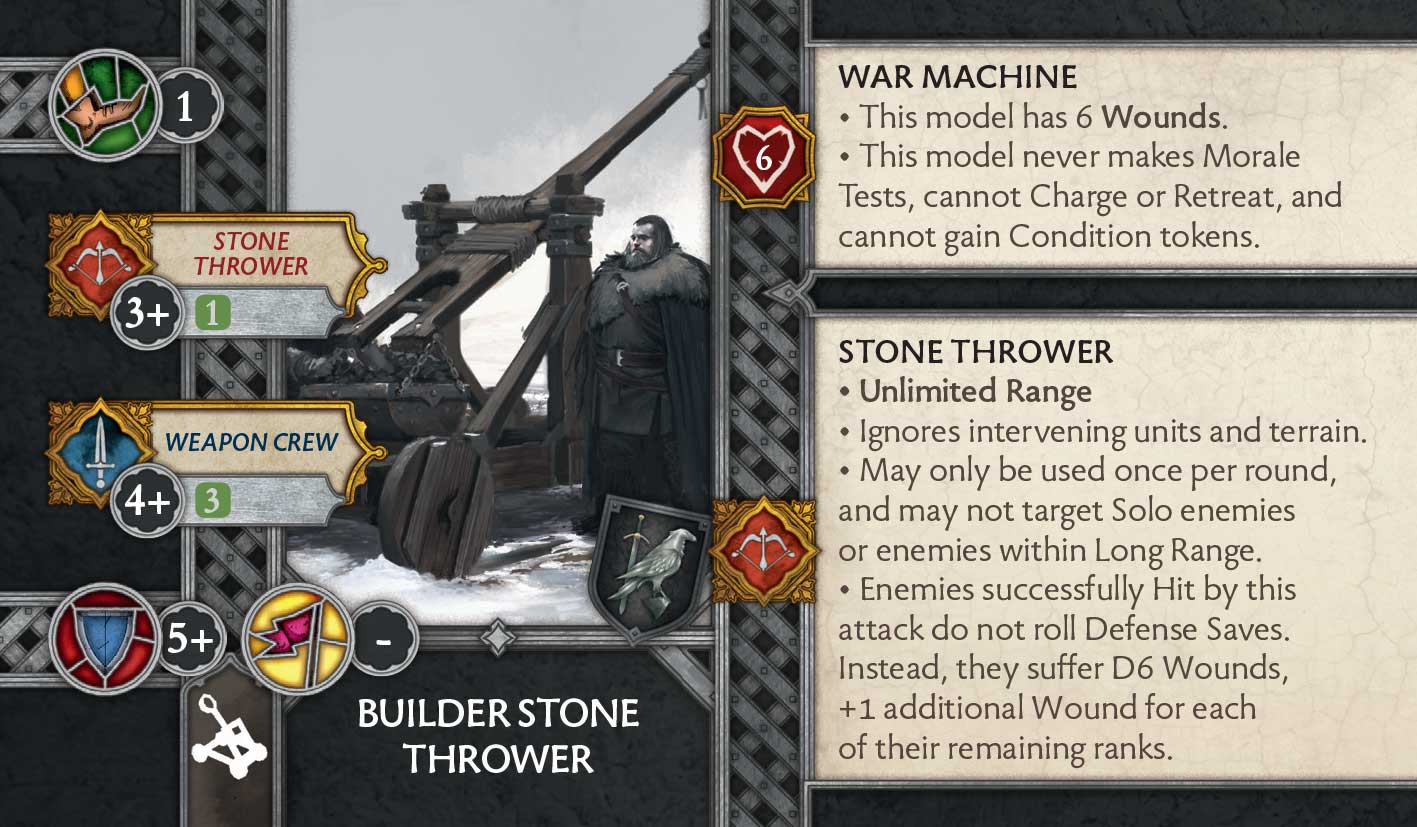 1
STONE
THROWER
3+
1
WEAPON CREW
4+
3
5+
-
BUILDER STONE
THROWER
6
WAR MACHINE
• This model has 6 Wounds.
• This model never makes Morale
Tests, cannot Charge or Retreat, and
cannot gain Condition tokens.
STONE THROWER
• Unlimited Range
• Ignores intervening units and terrain.
• May only be used once per round,
and may not target Solo enemies
or enemies within Long Range.
• Enemies successfully Hit by this
attack do not roll Defense Saves.
Instead, they suffer D6 Wounds,
+1 additional Wound for each
of their remaining ranks.